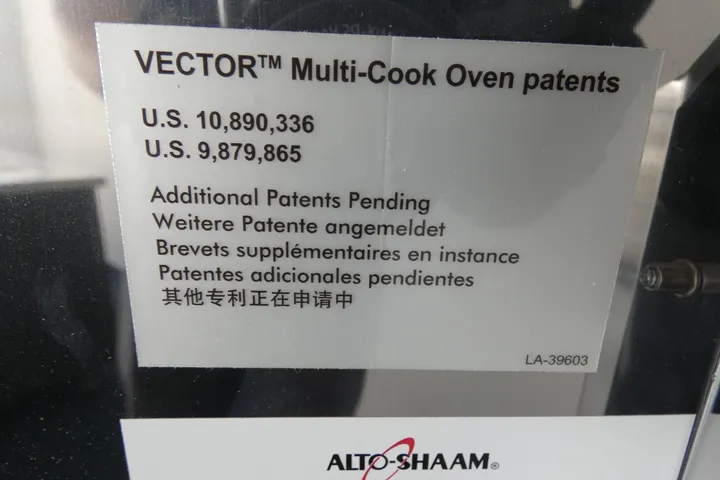 VECTOR™ Multi-Cook Oven patents
U.S. 10,890,336
U.S. 9,879,865
Additional Patents Pending
Weitere Patente angemeldet
Brevets supplémentaires en instance
Patentes adicionales pendientes
其他专利正在申请中
LA-39603
ALTO-SHAAM®